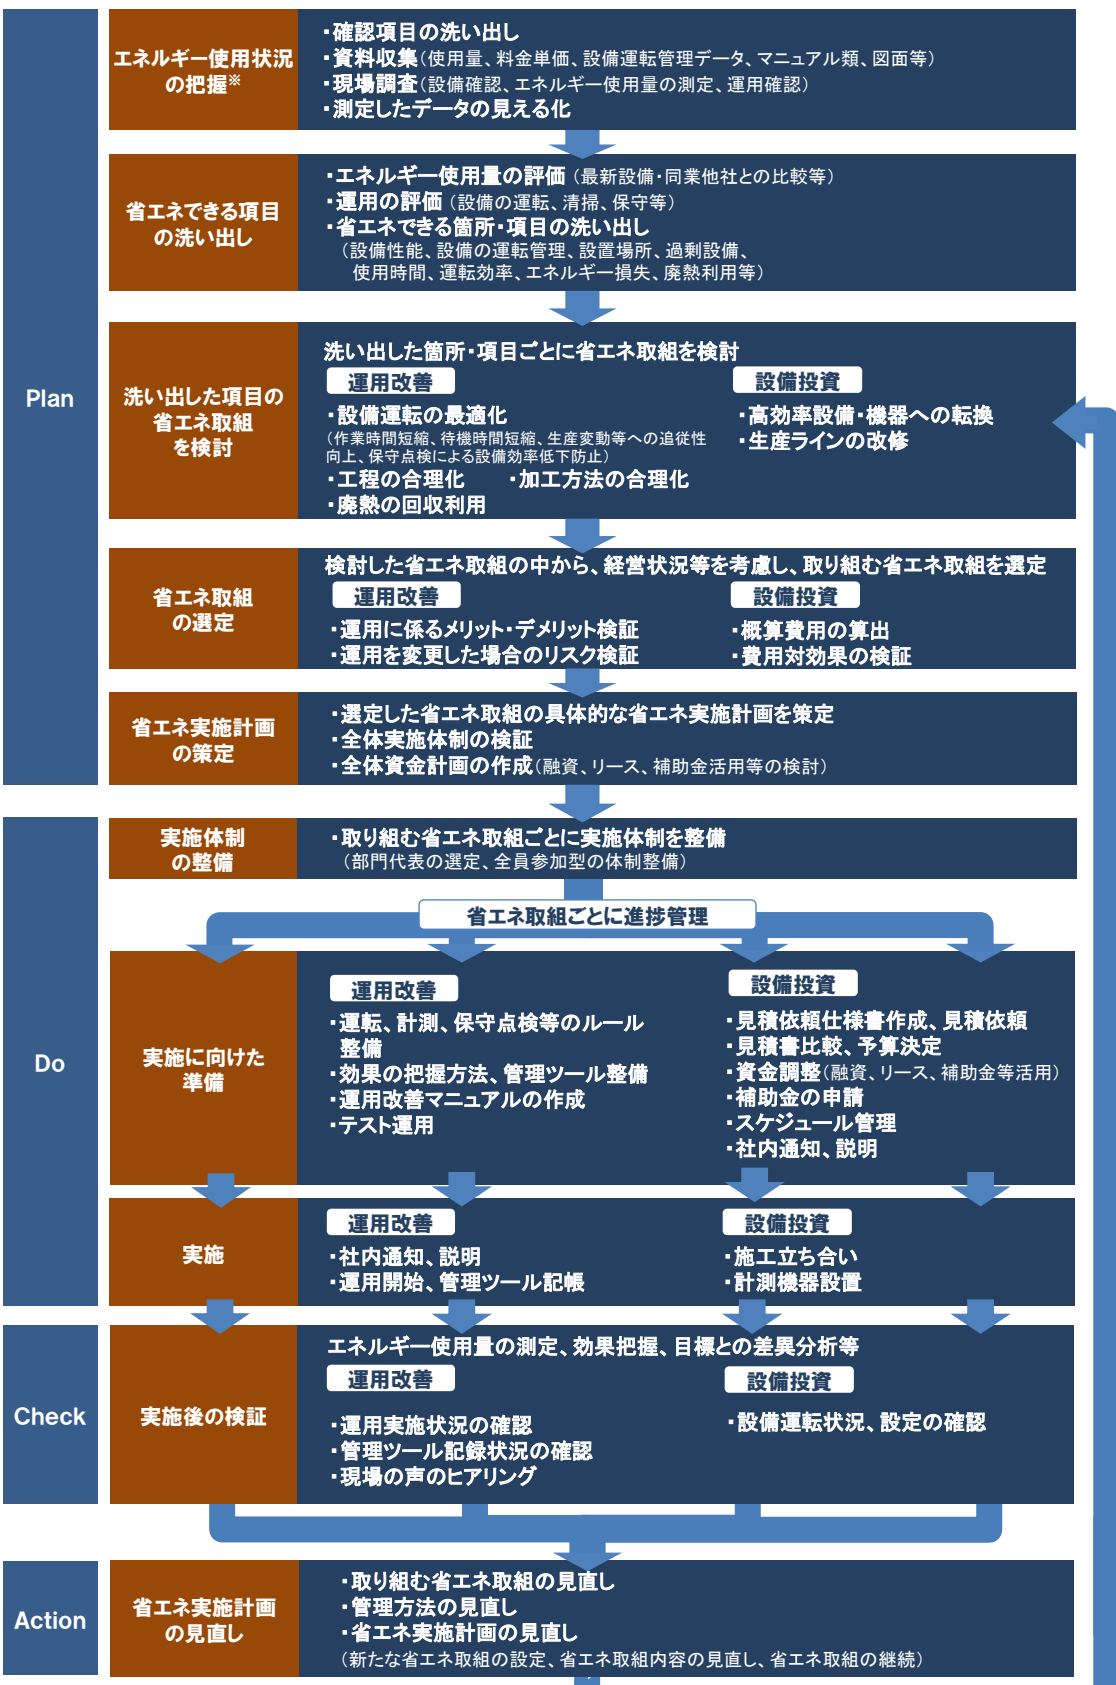 Plan
エネルギー使用状況
の把握※
・確認項目の洗い出し
・資料収集（使用量、料金単価、設備運転管理データ、マニュアル類、図面等）
・現場調査（設備確認、エネルギー使用量の測定、運用確認）
・測定したデータの見える化
省エネできる項目
の洗い出し
・エネルギー使用量の評価（最新設備・同業他社との比較等）
・運用の評価（設備の運転、清掃、保守等）
・省エネできる箇所・項目の洗い出し
（設備性能、設備の運転管理、設置場所、過剰設備、
使用時間、運転効率、エネルギー損失、廃熱利用等）
洗い出した項目の
省エネ取組
を検討
洗い出した箇所・項目ごとに省エネ取組を検討
運用改善
・設備運転の最適化
（作業時間短縮、待機時間短縮、生産変動等への追従性
向上、保守点検による設備効率低下防止）
・工程の合理化 ・加工方法の合理化
・廃熱の回収利用
設備投資
・高効率設備・機器への転換
・生産ラインの改修
省エネ取組
の選定
検討した省エネ取組の中から、経営状況等を考慮し、取り組む省エネ取組を選定
運用改善
・運用に係るメリット・デメリット検証
・運用を変更した場合のリスク検証
設備投資
・概算費用の算出
・費用対効果の検証
省エネ実施計画
の策定
・選定した省エネ取組の具体的な省エネ実施計画を策定
・全体実施体制の検証
・全体資金計画の作成（融資、リース、補助金活用等の検討）
Do
実施体制
の整備
・取り組む省エネ取組ごとに実施体制を整備
（部門代表の選定、全員参加型の体制整備）
省エネ取組ごとに進捗管理
実施に向けた
準備
運用改善
・運転、計測、保守点検等のルール
整備
・効果の把握方法、管理ツール整備
・運用改善マニュアルの作成
・テスト運用
設備投資
・見積依頼仕様書作成、見積依頼
・見積書比較、予算決定
・資金調整（融資、リース、補助金等活用）
・補助金の申請
・スケジュール管理
・社内通知、説明
実施
運用改善
・社内通知、説明
・運用開始、管理ツール記帳
設備投資
・施工立ち合い
・計測機器設置
Check
実施後の検証
エネルギー使用量の測定、効果把握、目標との差異分析等
運用改善
・運用実施状況の確認
・管理ツール記録状況の確認
・現場の声のヒアリング
設備投資
・設備運転状況、設定の確認
Action
省エネ実施計画
の見直し
・取り組む省エネ取組の見直し
・管理方法の見直し
・省エネ実施計画の見直し
（新たな省エネ取組の設定、省エネ取組内容の見直し、省エネ取組の継続）